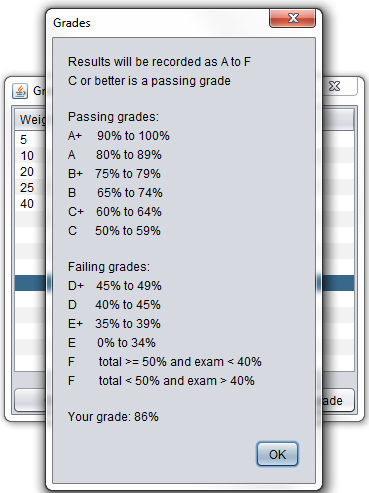 Grades
Results will be recorded as A to F
C or better is a passing grade
Passing grades:
A+ 90% to 100%
A 80% to 89%
B+ 75% to 79%
B 65% to 74%
C+ 60% to 64%
C 50% to 59%
Failing grades:
D+ 45% to 49%
D 40% to 45%
E+ 35% to 39%
E 0% to 34%
F total >= 50% and exam < 40%
F total < 50% and exam > 40%
Your grade: 86%
OK
5
10
20
25
40